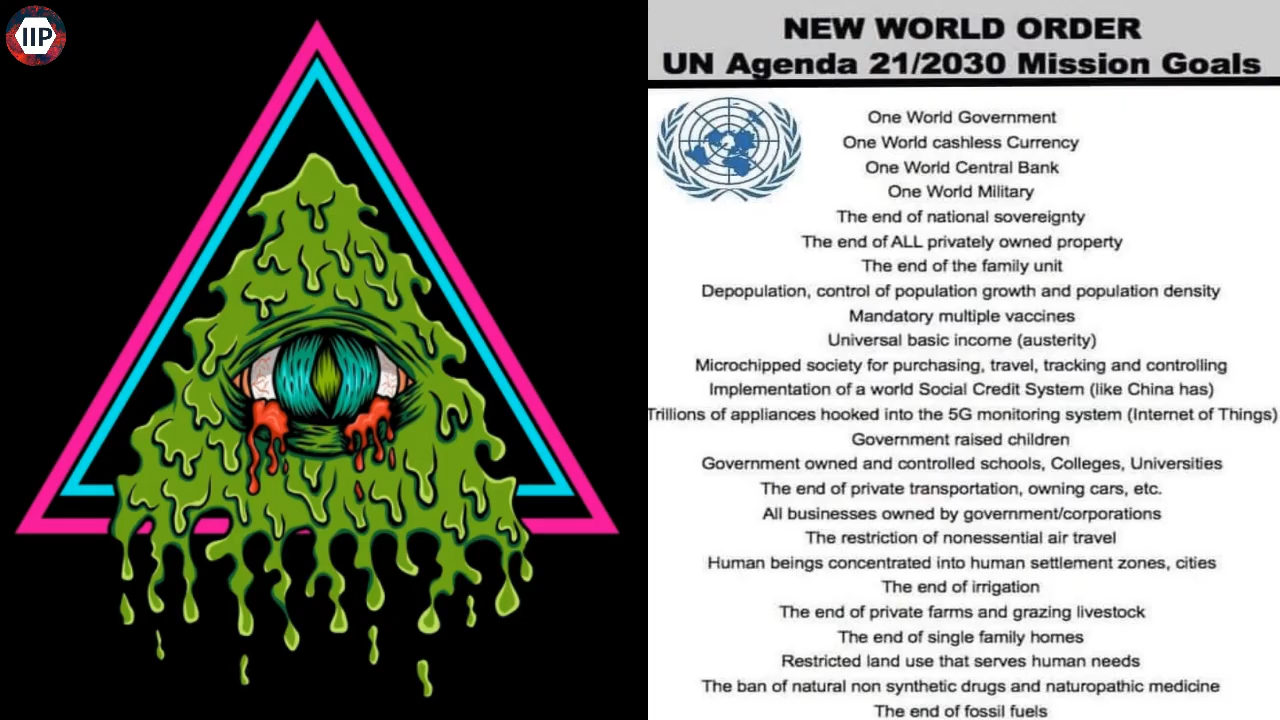 IIP
NEW WORLD ORDER
UN Agenda 21/2030 Mission Goals
One World Government
One World cashless Currency
One World Central Bank
One World Military
The end of national sovereignty
The end of ALL privately owned property
The end of the family unit
Depopulation, control of population growth and population density
Mandatory multiple vaccines
Universal basic income (austerity)
Microchipped society for purchasing, travel, tracking and controlling
Implementation of a world Social Credit System (like China has)
Trillions of appliances hooked into the 5G monitoring system (Internet of Things)
Government raised children
Government owned and controlled schools, Colleges, Universities
The end of private transportation, owning cars, etc.
All businesses owned by government/corporations
The restriction of nonessential air travel
Human beings concentrated into human settlement zones, cities
The end of irrigation
The end of private farms and grazing livestock
The end of single family homes
Restricted land use that serves human needs
The ban of natural non synthetic drugs and naturopathic medicine
The end of fossil fuels